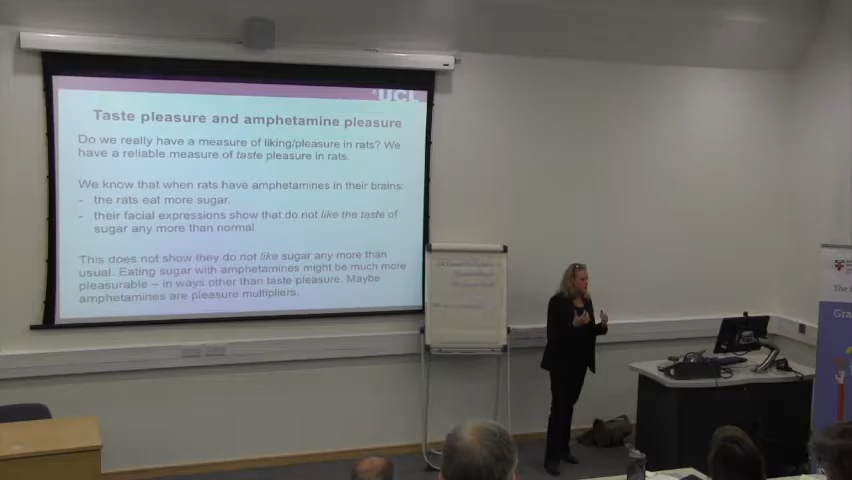 UCL
Taste pleasure and amphetamine pleasure
Do we really have a measure of liking/pleasure in rats? We
have a reliable measure of taste pleasure in rats.
We know that when rats have amphetamines in their brains:
- the rats eat more sugar.
- their facial expressions show that do not like the taste of
sugar any more than normal
This does not show they do not like sugar any more than
usual. Eating sugar with amphetamines might be much more
pleasurable – in ways other than taste pleasure. Maybe
amphetamines are pleasure multipliers.
The
Gra